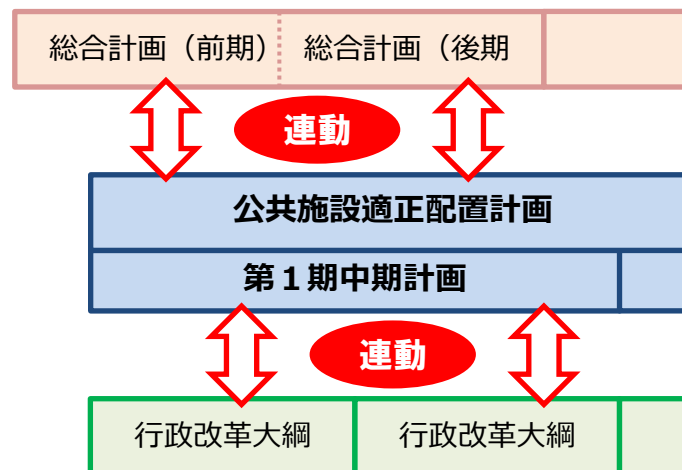 総合計画（前期） 総合計画（後期
連動
公共施設適正配置計画
第１期中期計画
連動
行政改革大綱 行政改革大綱